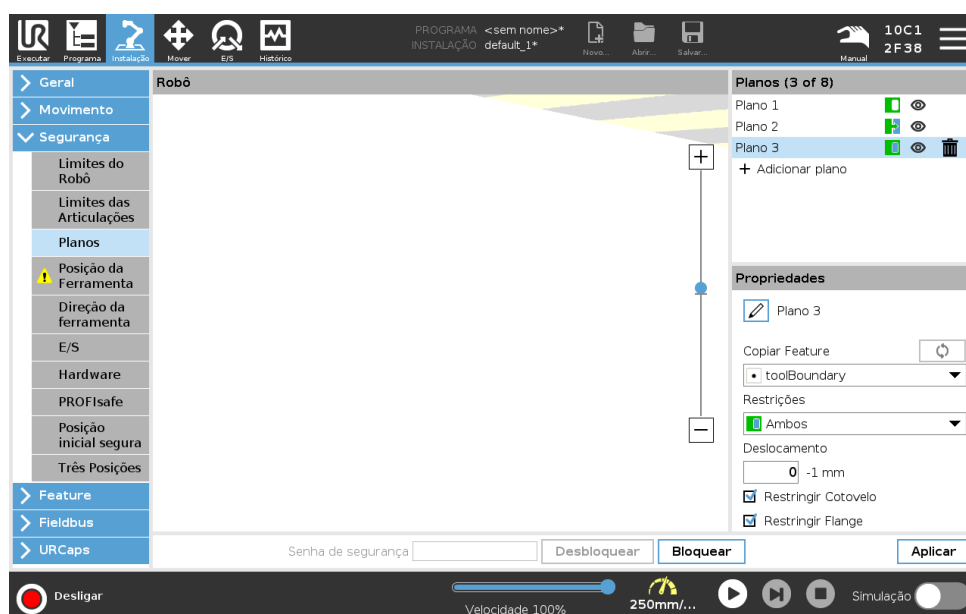 PROGRAMA <sem nome>*
INSTALAÇÃO default_1*
Executar Programa Instalação Mover E/S Histórico
Novo... Abrir... Salvar...
Manual
10C1
2F38
Geral
Movimento
Segurança
Limites do
Robô
Limites das
Articulações
Planos
Posição da
Ferramenta
Direção da
ferramenta
E/S
Hardware
PROFIsafe
Posição
inicial segura
Três Posições
Feature
Fieldbus
URCaps
Robô
Planos (3 of 8)
Plano 1
Plano 2
Plano 3
+ Adicionar plano
Propriedades
Plano 3
Copiar Feature
toolBoundary
Restrições
Ambos
Deslocamento
0 -1 mm
Restringir Cotovelo
Restringir Flange
Senha de segurança
Desbloquear
Bloquear
Aplicar
Desligar
Velocidade 100%
250mm/...
Simulação